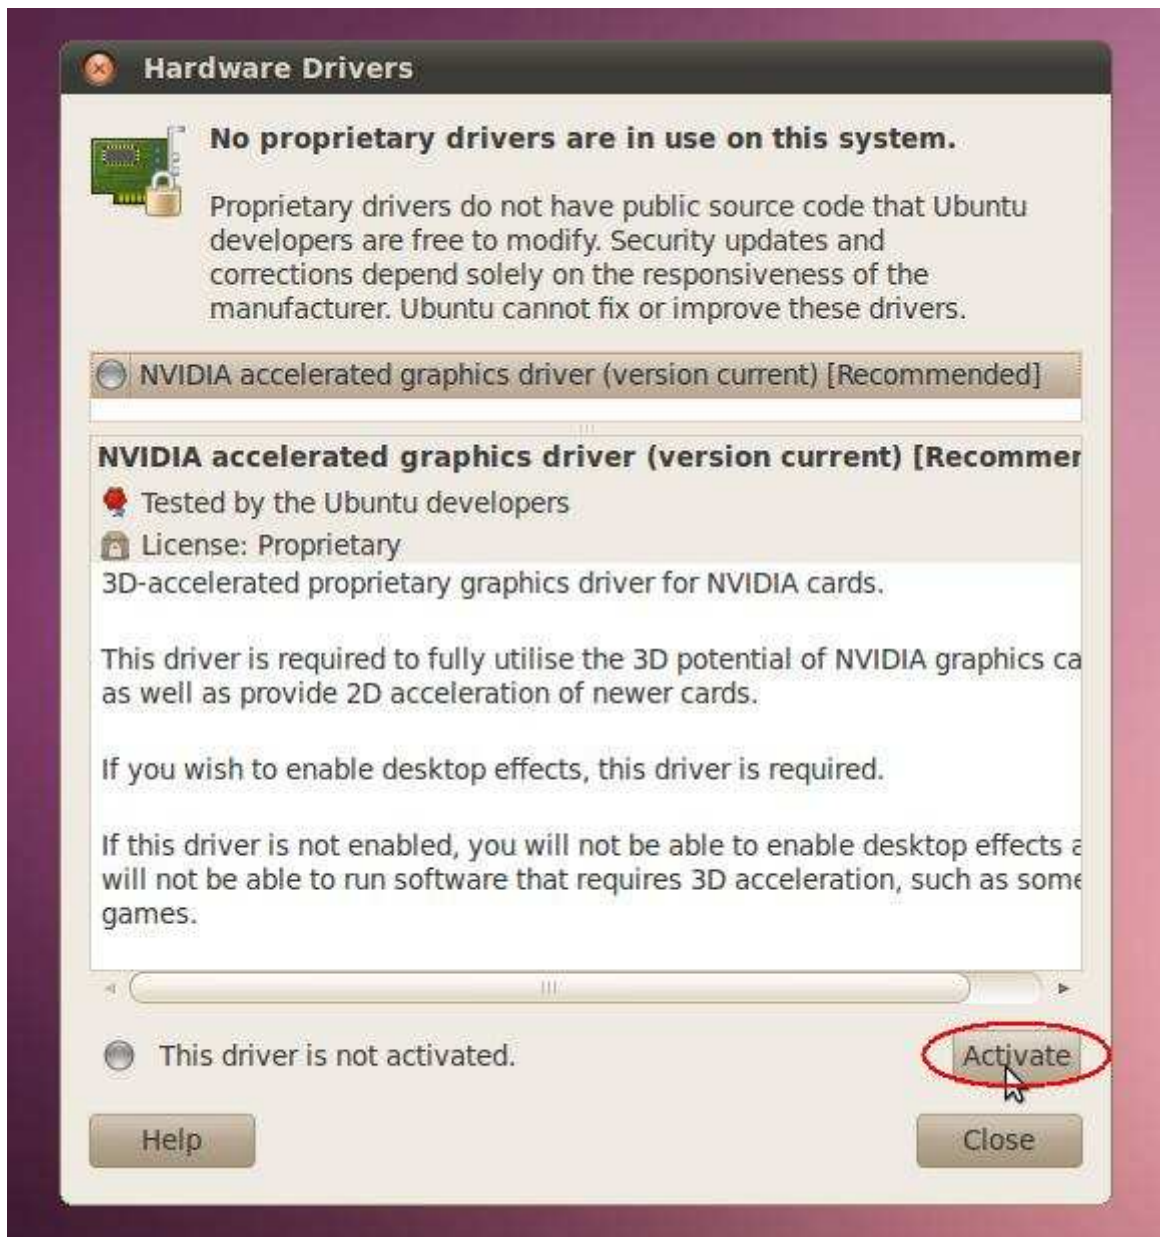 Hardware Drivers
No proprietary drivers are in use on this system.
Proprietary drivers do not have public source code that Ubuntu
developers are free to modify. Security updates and
corrections depend solely on the responsiveness of the
manufacturer. Ubuntu cannot fix or improve these drivers.
NVIDIA accelerated graphics driver (version current) [Recommended]
NVIDIA accelerated graphics driver (version current) [Recommen
Tested by the Ubuntu developers
License: Proprietary
3D-accelerated proprietary graphics driver for NVIDIA cards.
This driver is required to fully utilise the 3D potential of NVIDIA graphics ca
as well as provide 2D acceleration of newer cards.
If you wish to enable desktop effects, this driver is required.
If this driver is not enabled, you will not be able to enable desktop effects a
will not be able to run software that requires 3D acceleration, such as some
games.
This driver is not activated.
Activate
Help
Close